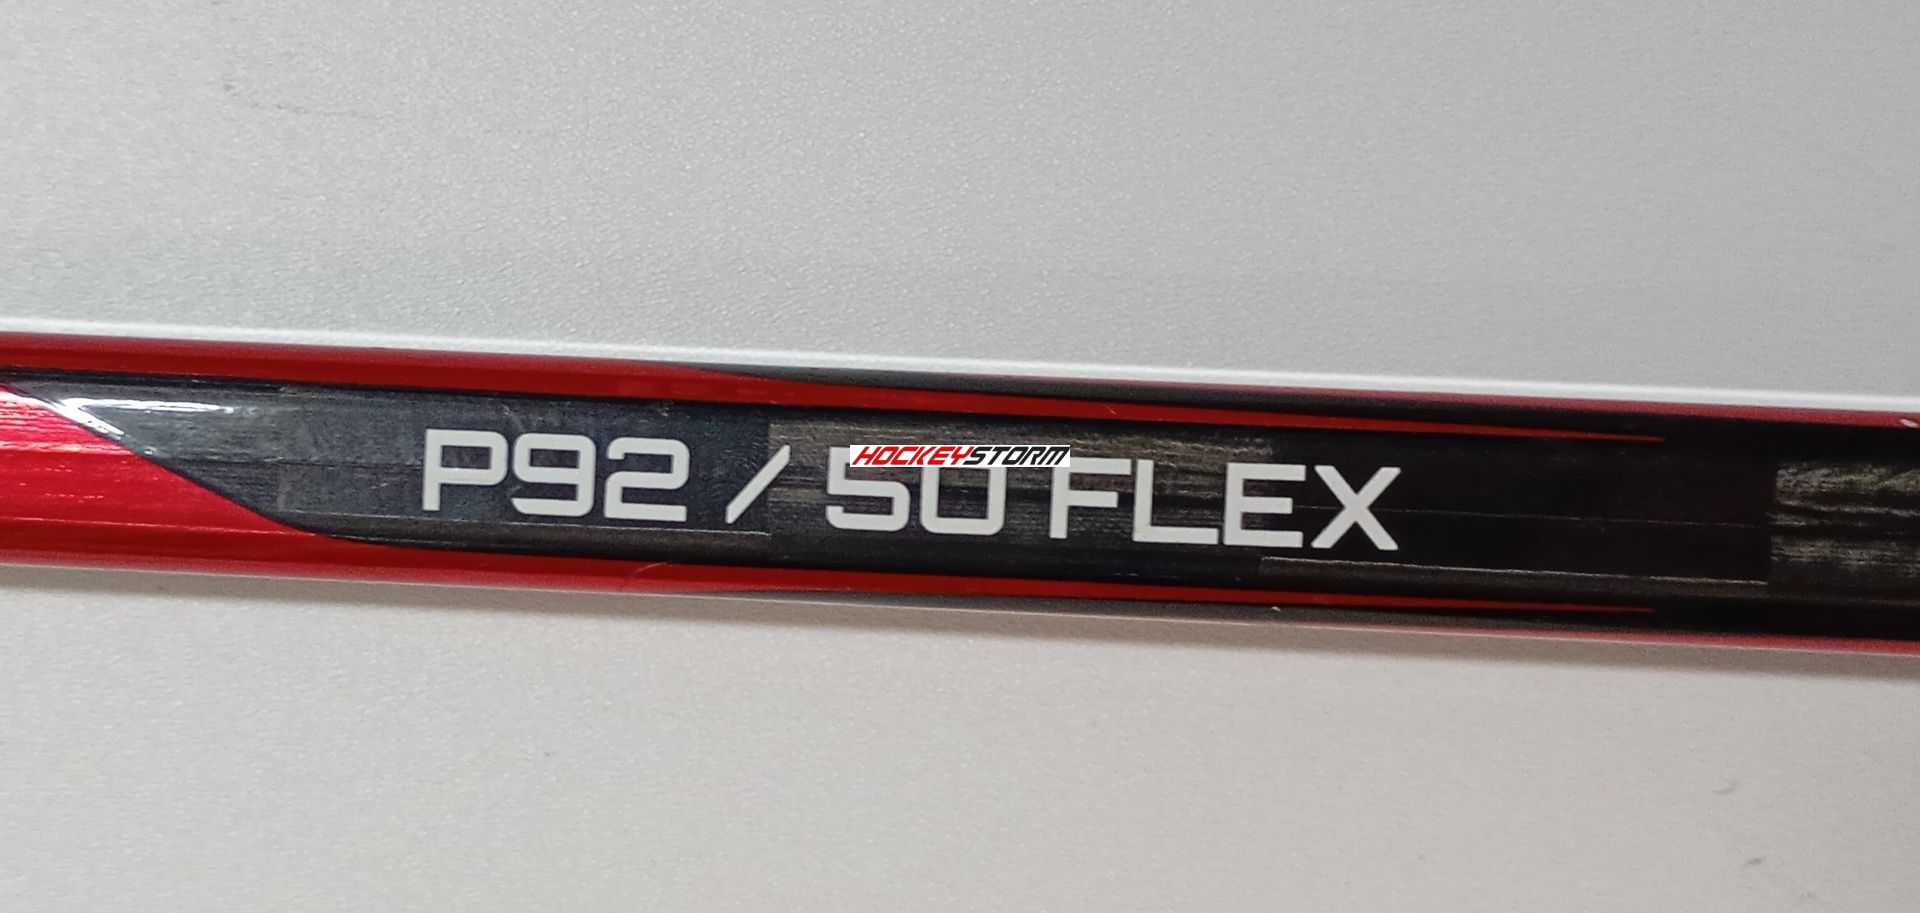 HOCKEYSTORM
P92 / 50 FLEX